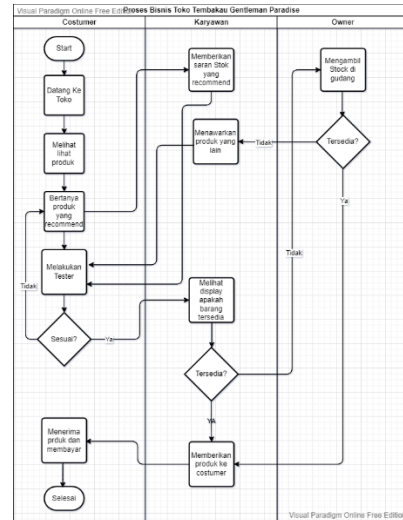 Visual Paradigm Online Free Edition
Proses Bisnis Toko Tembakau Gentleman Paradise
Costumer
Karyawan
Owner
Start
Datang Ke
Toko
Melihat
lihat
produk
Bertanya
produk
yang
recommend
Melakukan
Tester
Sesuai?
Tidak
Ya
Memberikan
saran Stok
yang
recommend
Menawarkan
produk yang
lain
Melihat
display
apakah
barang
tersedia
Tersedia?
YA
Tidak
Memberikan
produk ke
costumer
Mengambil
Stock di
gudang
Tersedia?
Tidak
Ya
Menerima
prduk dan
membayar
Selesai
Visual Paradigm Online Free Edition